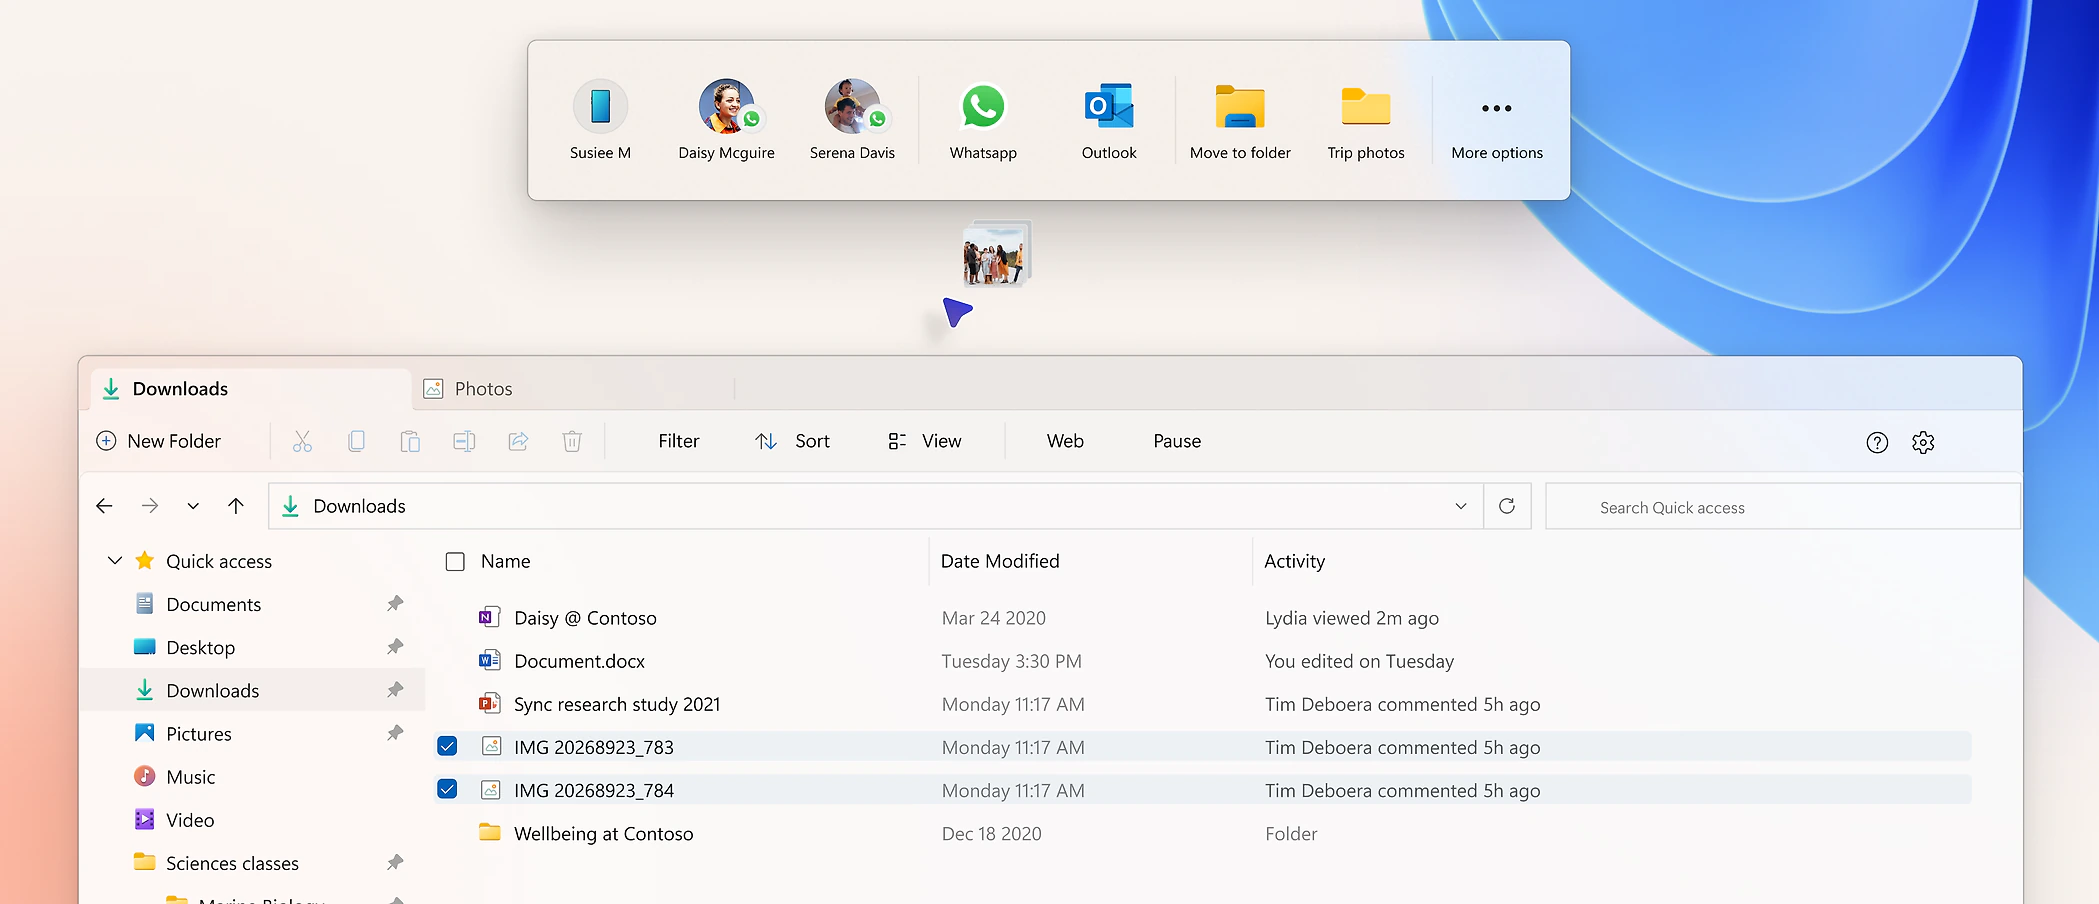 Susiee M
Daisy Mcguire
Serena Davis
Whatsapp
Outlook
Move to folder
Trip photos
More options
Downloads
Photos
New Folder
Filter
Sort
View
Web
Pause
Downloads
Search Quick access
Quick access
Documents
Desktop
Downloads
Pictures
Music
Video
Sciences classes
Marine Biology
Name
Date Modified
Activity
Daisy @ Contoso
Mar 24 2020
Lydia viewed 2m ago
Document.docx
Tuesday 3:30 PM
You edited on Tuesday
Sync research study 2021
Monday 11:17 AM
Tim Deboera commented 5h ago
IMG 20268923_783
Monday 11:17 AM
Tim Deboera commented 5h ago
IMG 20268923_784
Monday 11:17 AM
Tim Deboera commented 5h ago
Wellbeing at Contoso
Dec 18 2020
Folder